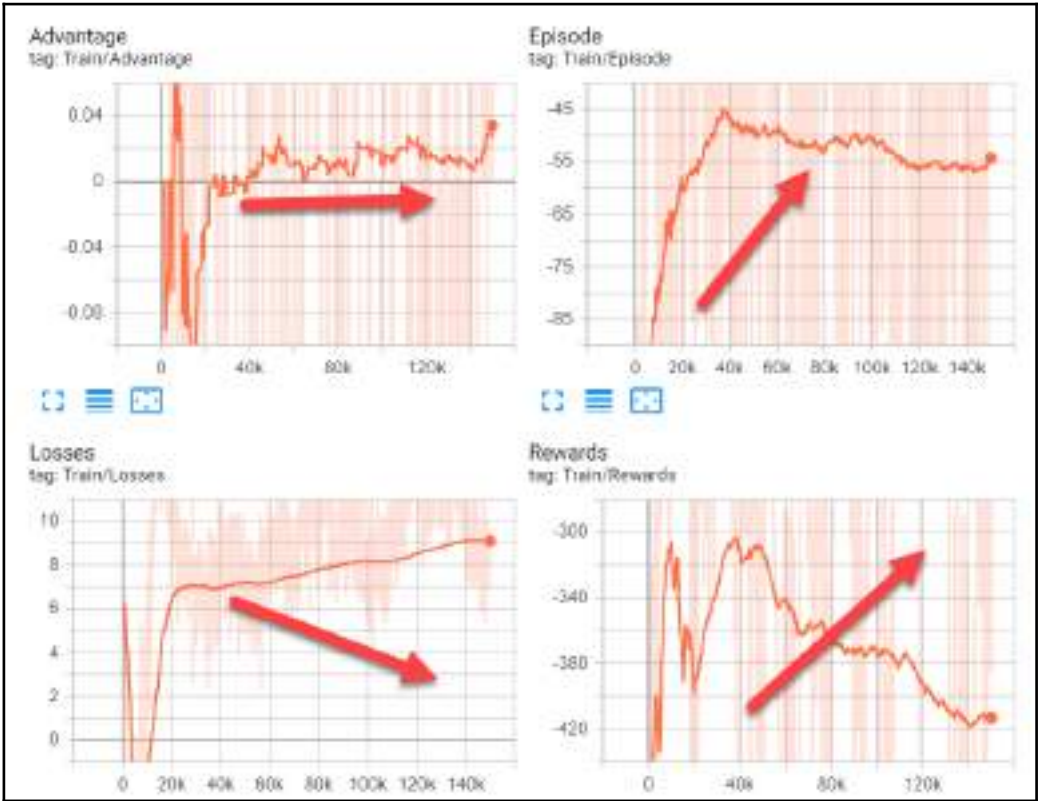 Advantage
tag: Train/Advantage
0.04
0
-0.04
-0.08
0 40k 80k 120k
Episode
tag: Train/Episode
-45
-55
-65
-75
-85
0 20k 40k 60k 80k 100k 120k 140k
Losses
tag: Train/Losses
10
8
6
4
2
0
0 20k 40k 60k 80k 100k 120k 140k
Rewards
tag: Train/Rewards
-300
-340
-380
-420
0 40k 80k 120k